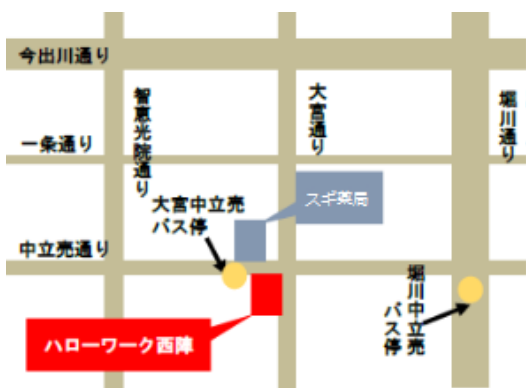 今出川通り
智恵光院通り
大宮通り
堀川通り
一条通り
大宮中立売
バス停
スギ薬局
中立売通り
堀川中立売
バス停
ハローワーク西陣